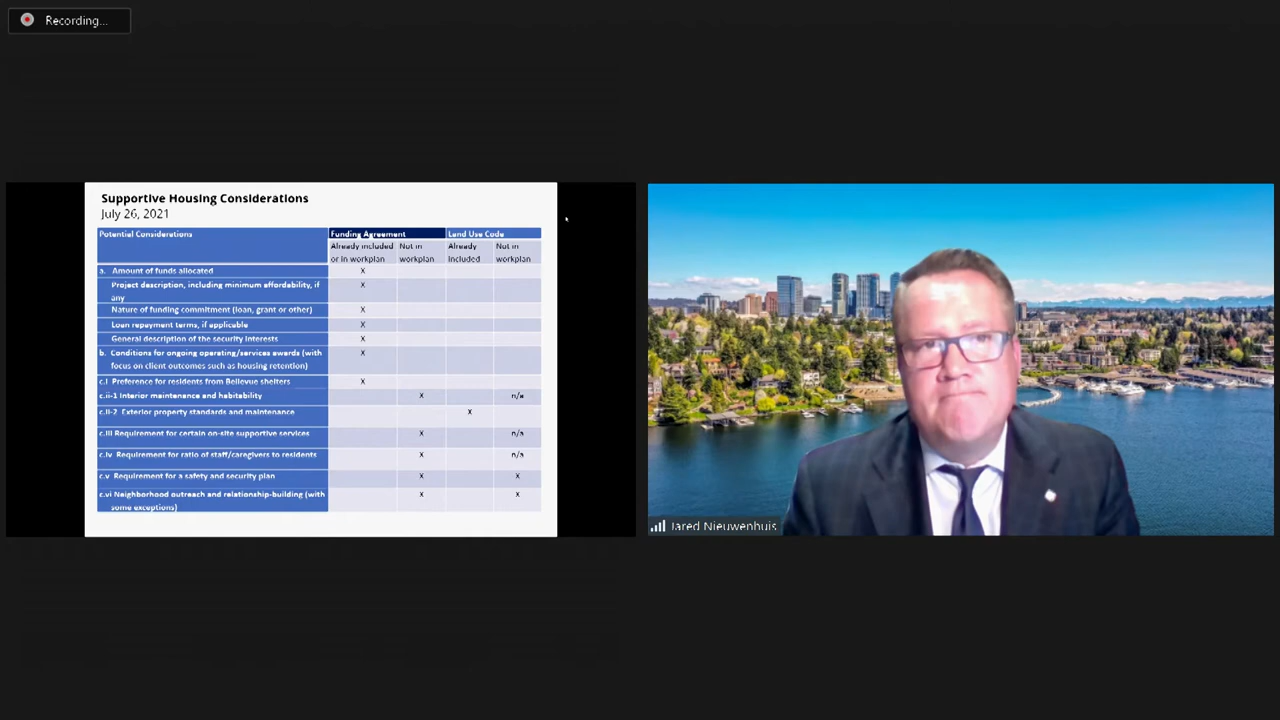 Recording...
Supportive Housing Considerations
July 26, 2021
Potential Considerations Funding Agreement Land Use Code
Already included Not in Already Not in
or in workplan workplan included workplan
a. Amount of funds allocated X
Project description, including minimum affordability, if X
any
Nature of funding commitment (loan, grant or other) X
Loan repayment terms, if applicable X
General description of the security interests X
b. Conditions for ongoing operating/services awards (with X
focus on client outcomes such as housing retention)
c.i Preference for residents from Bellevue shelters X
c.ii-1 Interior maintenance and habitability X n/a
c.ii-2 Exterior property standards and maintenance X
c.iii Requirement for certain on-site supportive services X n/a
c.iv Requirement for ratio of staff/caregivers to residents X n/a
c.v Requirement for a safety and security plan X X
c.vi Neighborhood outreach and relationship-building (with X X
some exceptions)
Jared Nieuwenhuis